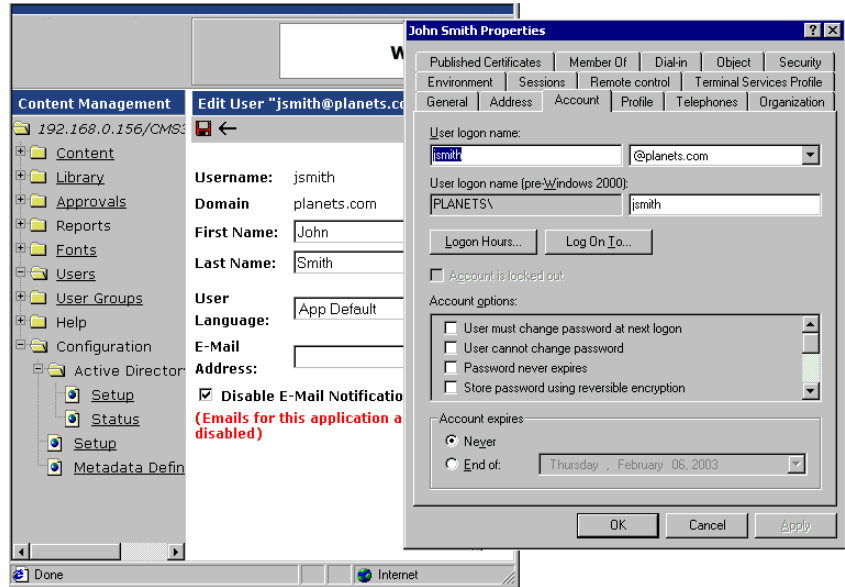 W
Content Management
192.168.0.156/CMS3
Content
Library
Approvals
Reports
Fonts
Users
User Groups
Help
Configuration
Active Director
Setup
Status
Setup
Metadata Defin
Done
Internet
Edit User "jsmith@planets.co
Username: jsmith
Domain planets.com
First Name: John
Last Name: Smith
User
Language: App Default
E-Mail
Address:
Disable E-Mail Notificatio
(Emails for this application a
disabled)
John Smith Properties
Published Certificates Member Of Dial-in Object Security
Environment Sessions Remote control Terminal Services Profile
General Address Account Profile Telephones Organization
User logon name:
jsmith @planets.com
User logon name (pre-Windows 2000):
PLANETS\ jsmith
Logon Hours... Log On To...
Account is locked out
Account options:
User must change password at next logon
User cannot change password
Password never expires
Store password using reversible encryption
Account expires
Never
End of: Thursday , February 06, 2003
OK Cancel Apply